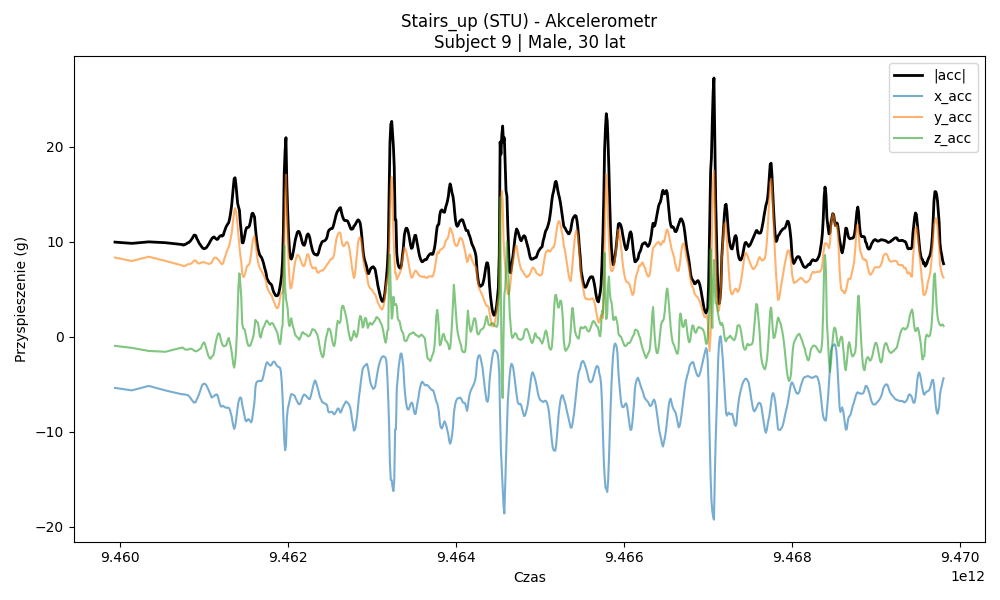 Stairs_up (STU) - Akcelerometr
Subject 9 | Male, 30 lat
|acc|
x_acc
y_acc
z_acc
Przyspieszenie (g)
20
10
0
−10
−20
9.460
9.462
9.464
9.466
9.468
9.470
1e12
Czas